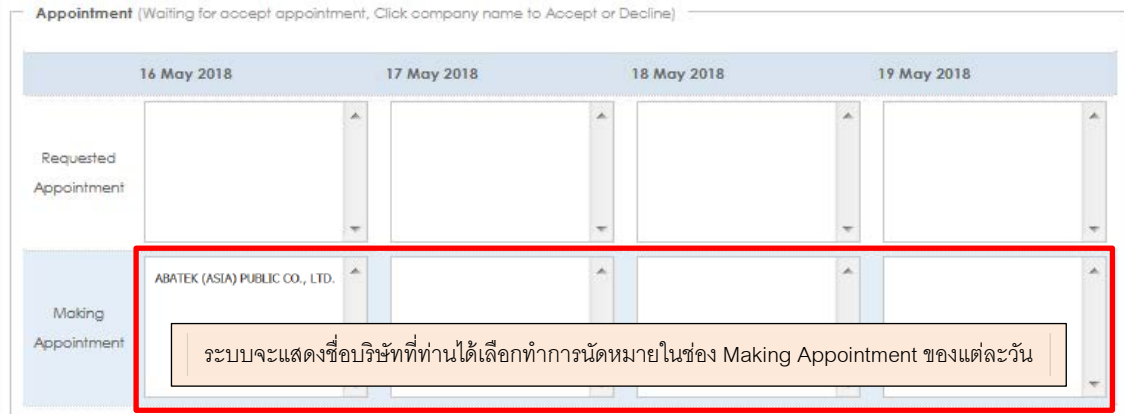 Appointment (Waiting for accept appointment, Click company name to Accept or Decline)
16 May 2018 17 May 2018 18 May 2018 19 May 2018
Requested
Appointment
ABATEK (ASIA) PUBLIC CO., LTD.
Making
Appointment
ระบบจะแสดงชื่อบริษัทที่ท่านได้เลือกทำการนัดหมายในช่อง Making Appointment ของแต่ละวัน